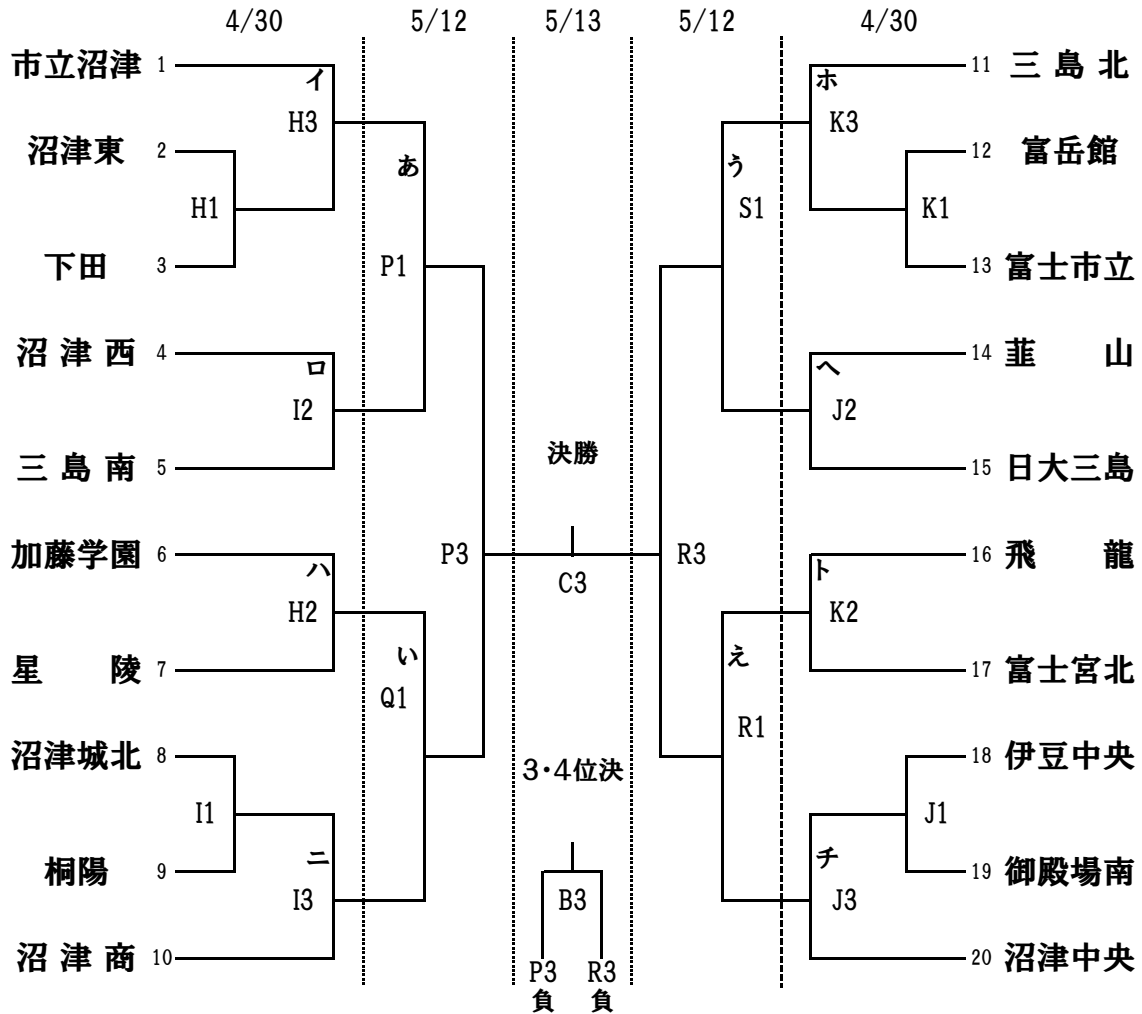 4/30 5/12 5/13 5/12 4/30
市立沼津 1 イ ホ 11 三島北
H3 K3
沼津東 2 あ う 12 富岳館
H1 S1 K1
下田 3 P1 13 富士市立
沼津西 4 ロ ヘ 14 韮山
I2 J2
決勝
三島南 5 15 日大三島
加藤学園 6 ハ P3 R3 ト 16 飛龍
H2 C3 K2
星陵 7 い え 17 富士宮北
Q1 R1
沼津城北 8 3・4位決 18 伊豆中央
I1 J1
桐陽 9 ニ チ 19 御殿場南
I3 B3 J3
沼津商 10 20 沼津中央
P3 R3
負 負